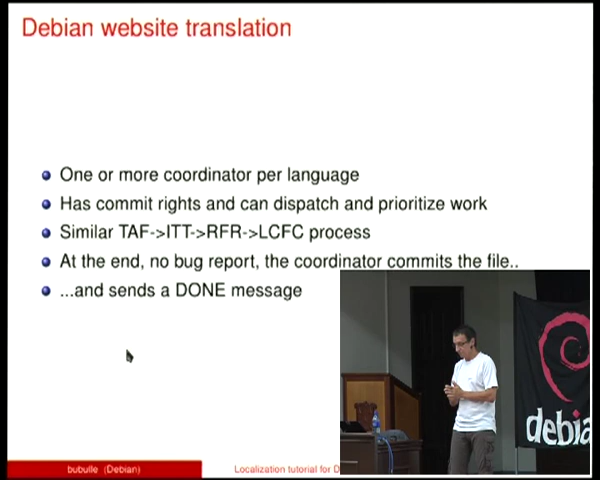 Debian website translation
One or more coordinator per language
Has commit rights and can dispatch and prioritize work
Similar TAF->ITT->RFR->LCFC process
At the end, no bug report, the coordinator commits the file..
...and sends a DONE message
debia
bubulle (Debian)
Localization tutorial for D